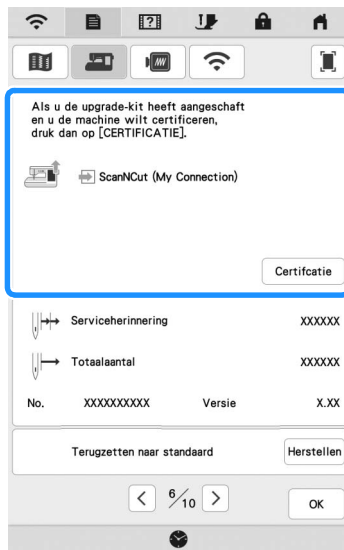 Als u de upgrade-kit heeft aangeschaft
en u de machine wilt certificeren,
druk dan op [CERTIFICATIE].
ScanNCut (My Connection)
Certifcatie
Serviceherinnering XXXXXX
Totaalaantal XXXXXX
No. XXXXXXXXXX Versie X.XX
Terugzetten naar standaard Herstellen
< 6/10 > OK